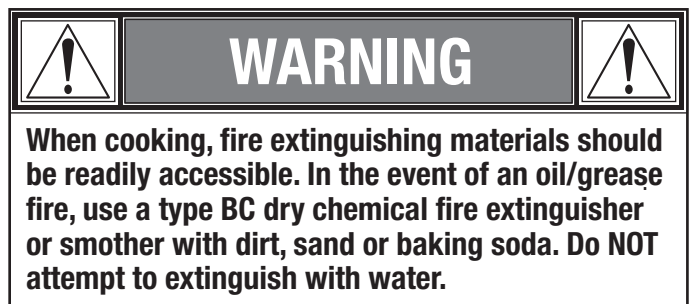 WARNING
When cooking, fire extinguishing materials should
be readily accessible. In the event of an oil/grease
fire, use a type BC dry chemical fire extinguisher
or smother with dirt, sand or baking soda. Do NOT
attempt to extinguish with water.